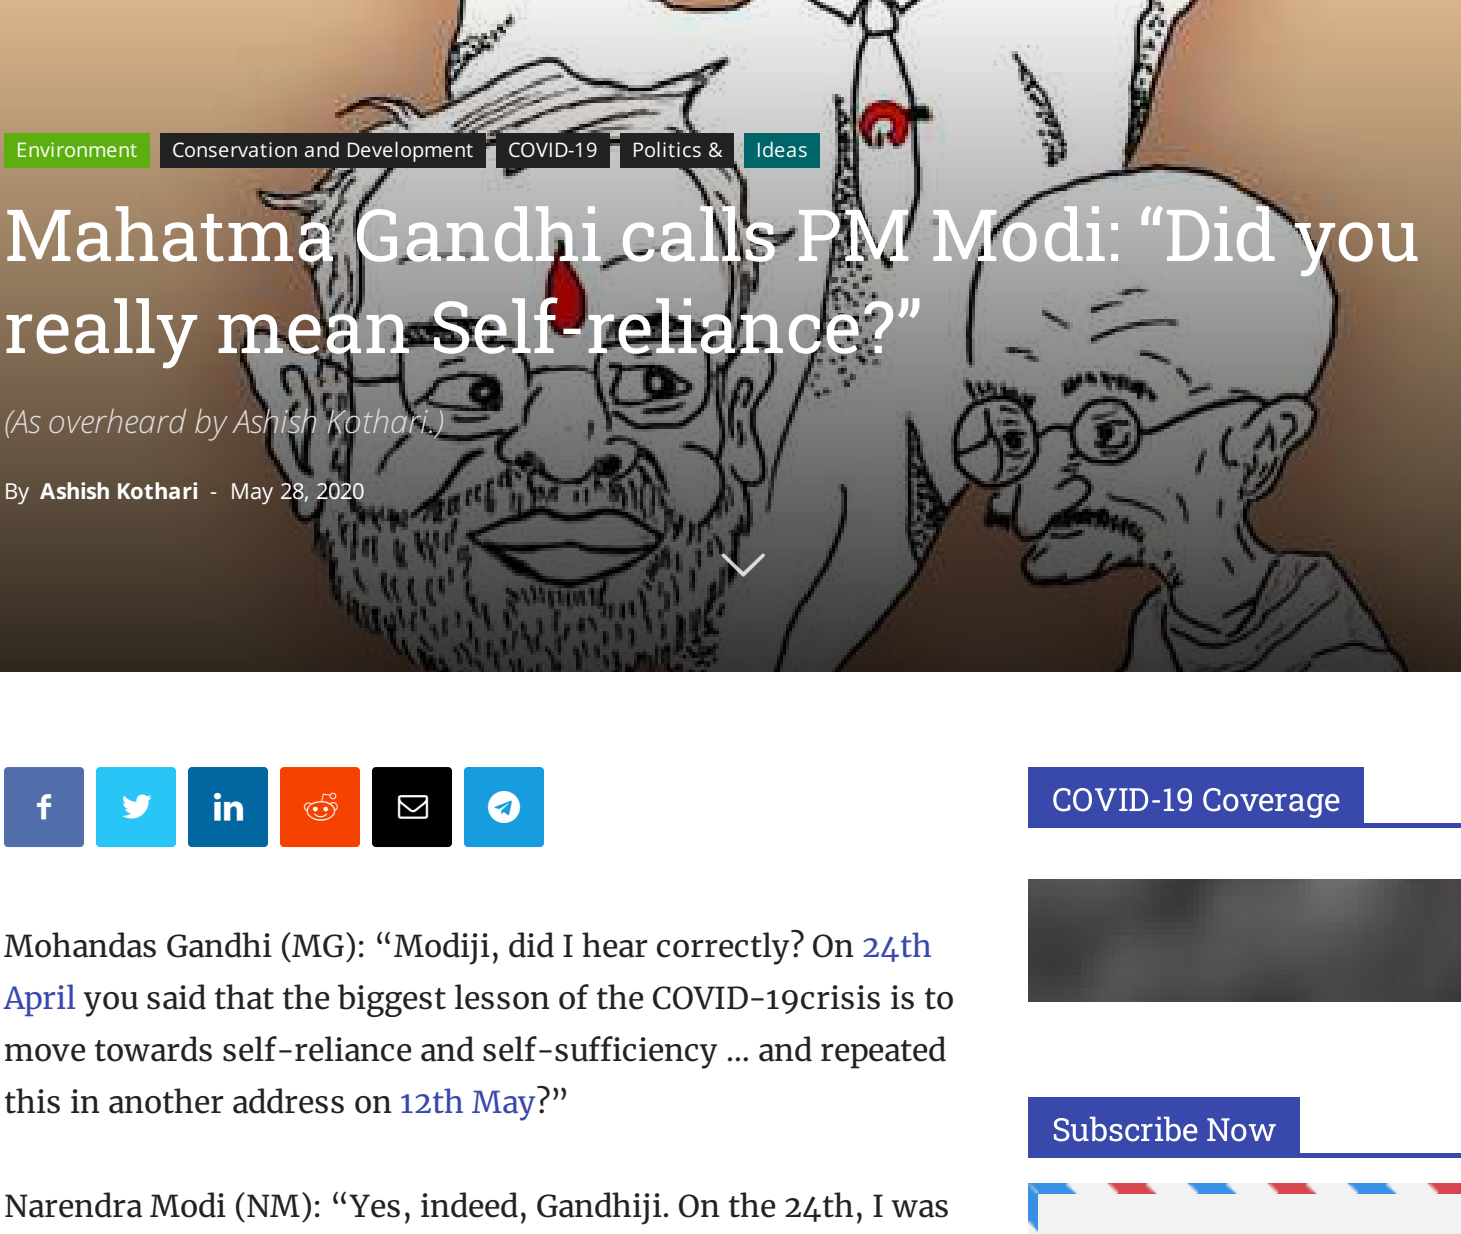 Environment Conservation and Development COVID-19 Politics & Ideas
Mahatma Gandhi calls PM Modi: “Did you
really mean Self-reliance?”
(As overheard by Ashish Kothari.)
By Ashish Kothari - May 28, 2020
Mohandas Gandhi (MG): “Modiji, did I hear correctly? On 24th
April you said that the biggest lesson of the COVID-19crisis is to
move towards self-reliance and self-sufficiency … and repeated
this in another address on 12th May?”
Narendra Modi (NM): “Yes, indeed, Gandhiji. On the 24th, I was
COVID-19 Coverage
Subscribe Now